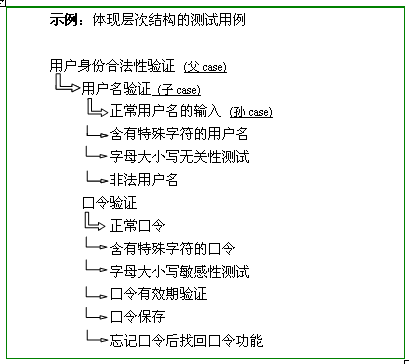 示例：体现层次结构的测试用例
用户身份合法性验证 (父 case)
用户名验证 (子 case)
正常用户名的输入 (孙 case)
含有特殊字符的用户名
字母大小写无关性测试
非法用户名
口令验证
正常口令
含有特殊字符的口令
字母大小写敏感性测试
口令有效期验证
口令保存
忘记口令后找回口令功能